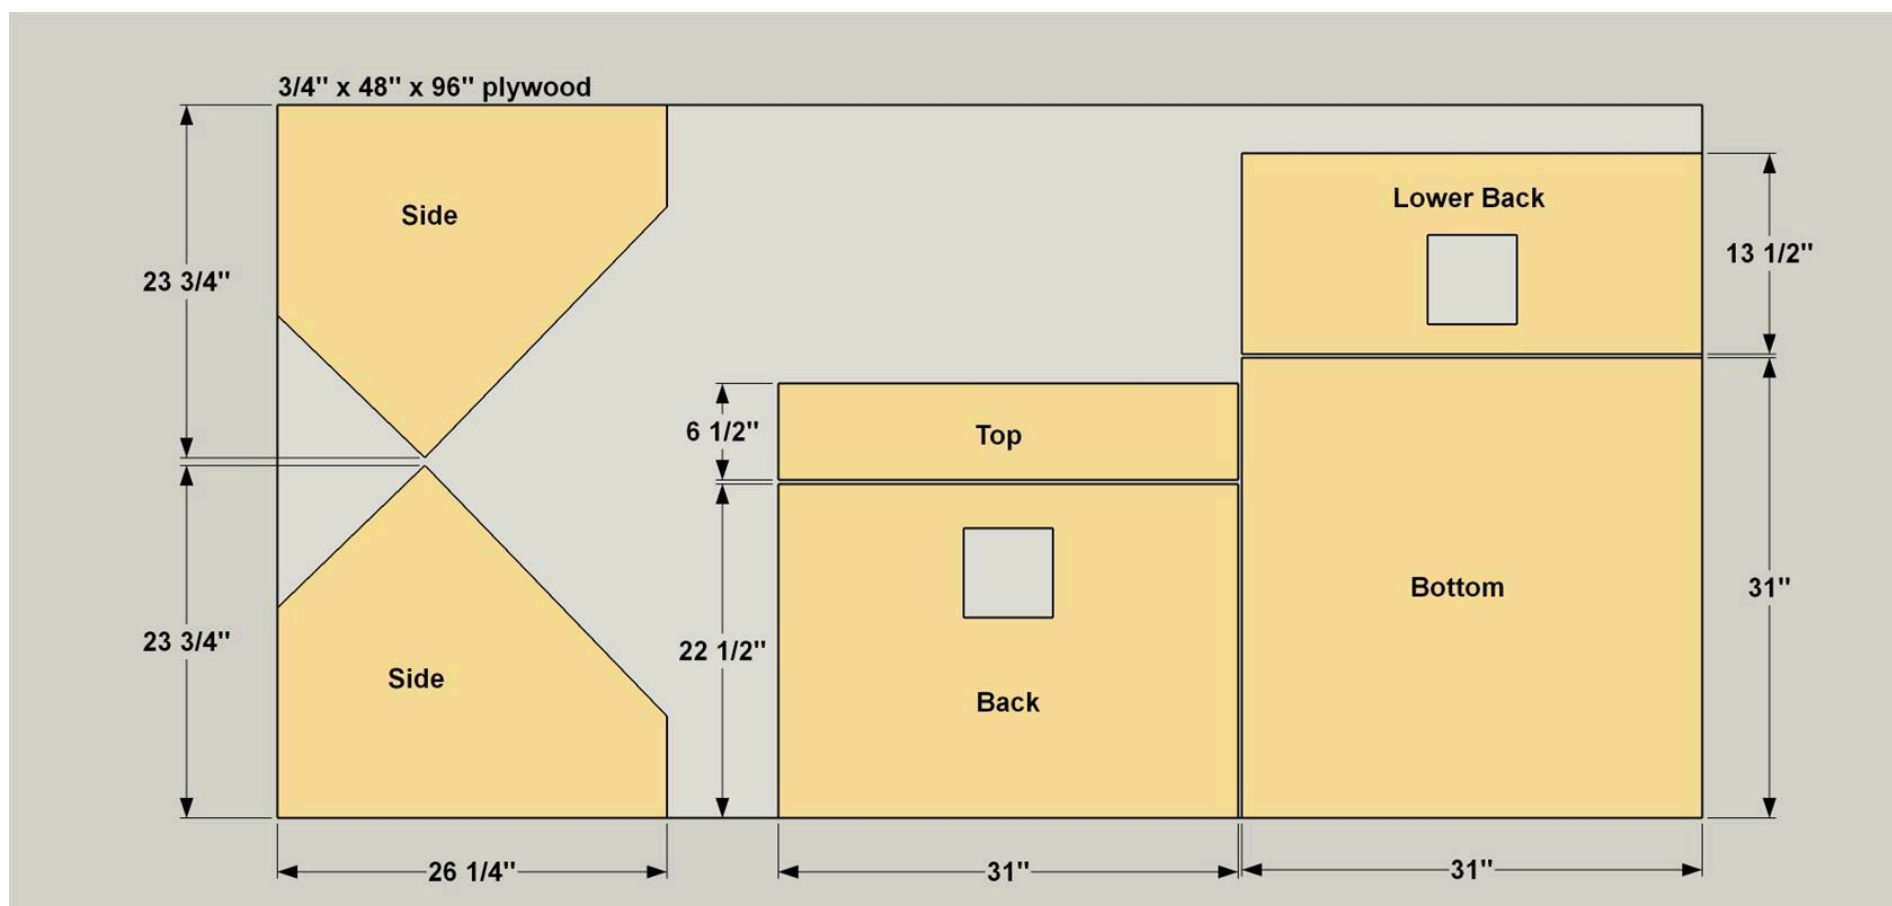 3/4" x 48" x 96" plywood
Side
Lower Back
23 3/4"
13 1/2"
6 1/2"
Top
Bottom
31"
23 3/4"
22 1/2"
Side
Back
26 1/4"
31"
31"